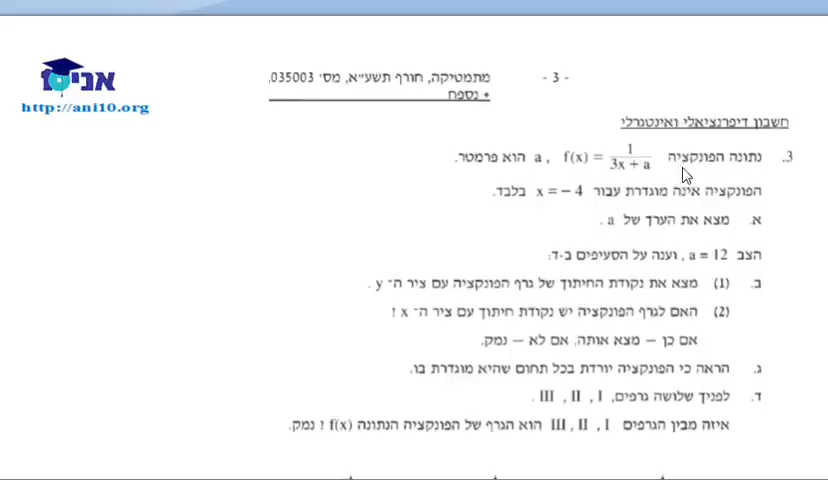 אני10
http://ani10.org
- 3 - מתמטיקה, חורף תשע"א, מס' 035003,
+ נספח
חשבון דיפרנציאלי ואינטגרלי
3. נתונה הפונקציה f(x) = 1/(3x + a) , a הוא פרמטר.
הפונקציה אינה מוגדרת עבור x = – 4 בלבד.
א. מצא את הערך של a .
הצב a = 12 , וענה על הסעיפים ב-ד:
ב. (1) מצא את נקודת החיתוך של גרף הפונקציה עם ציר ה־ y .
(2) האם לגרף הפונקציה יש נקודת חיתוך עם ציר ה־ x ?
אם כן — מצא אותה, אם לא — נמק.
ג. הראה כי הפונקציה יורדת בכל תחום שהיא מוגדרת בו.
ד. לפניך שלושה גרפים, I , II , III .
איזה מבין הגרפים I , II , III הוא הגרף של הפונקציה הנתונה f(x) ? נמק.